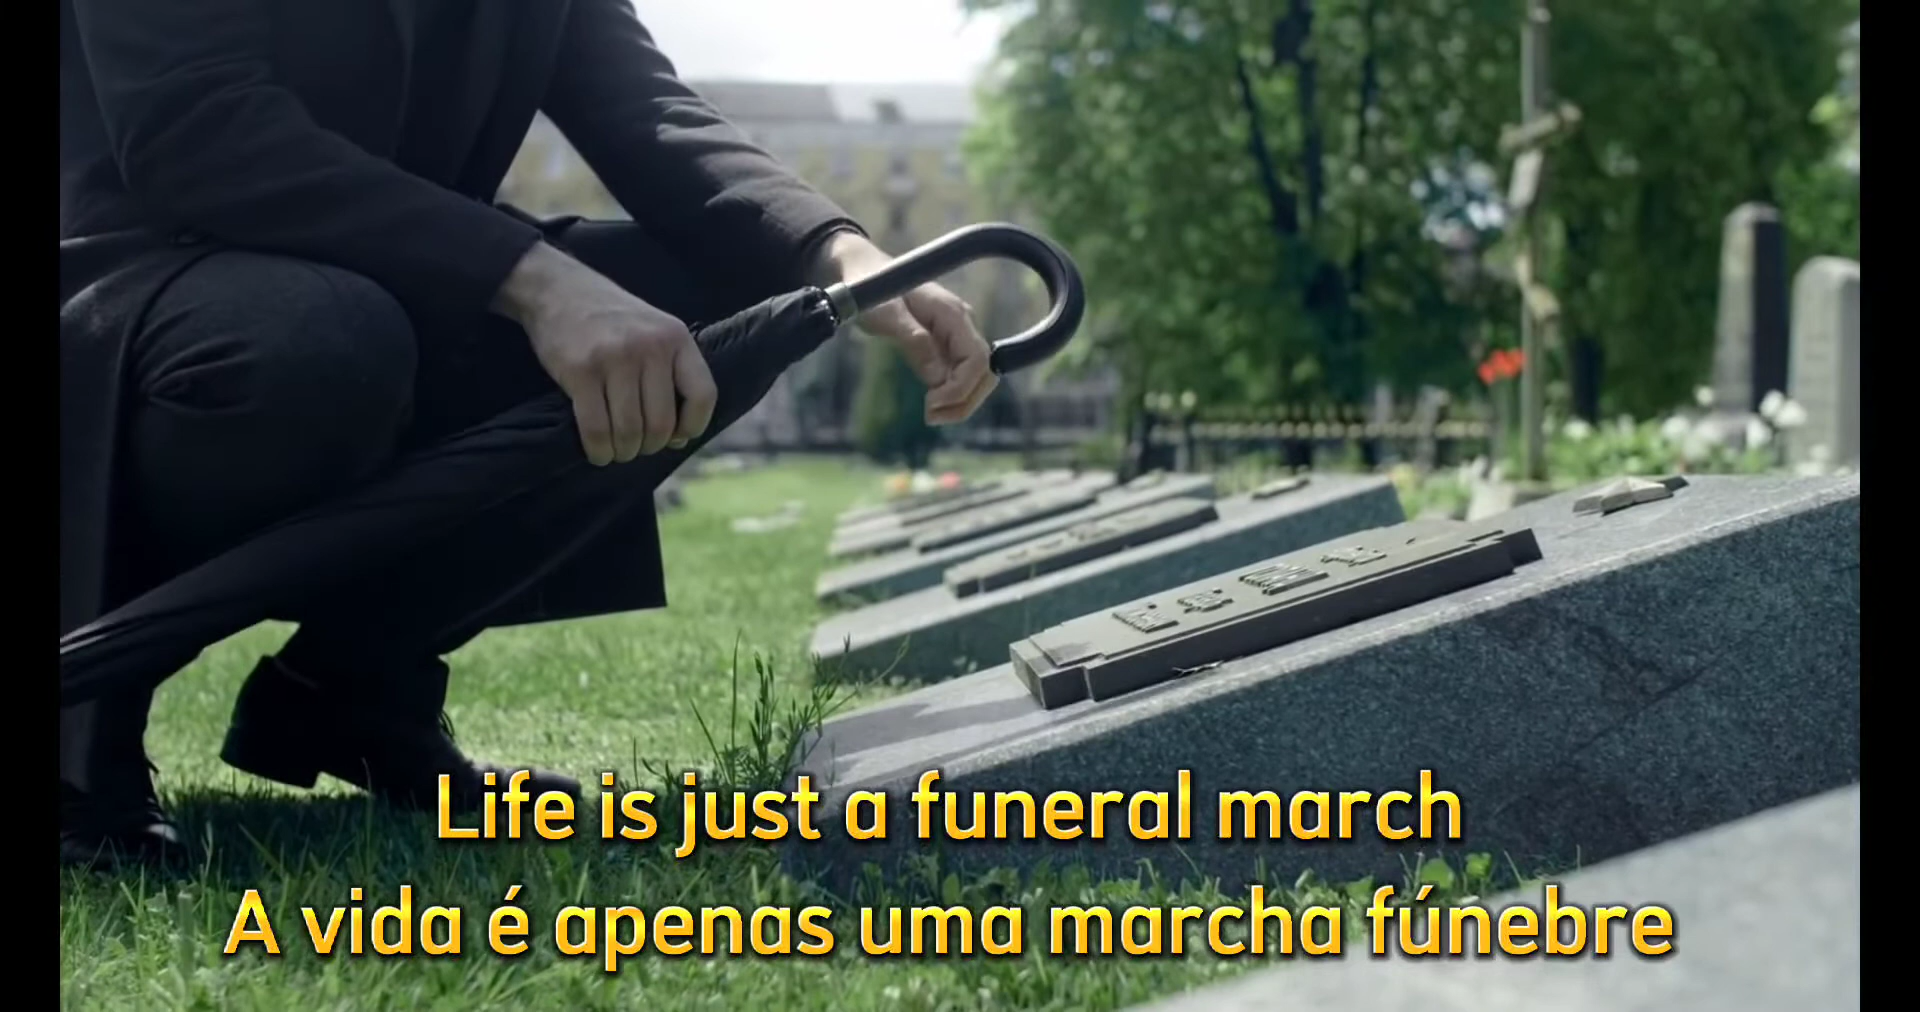 Life is just a funeral march
A vida é apenas uma marcha fúnebre